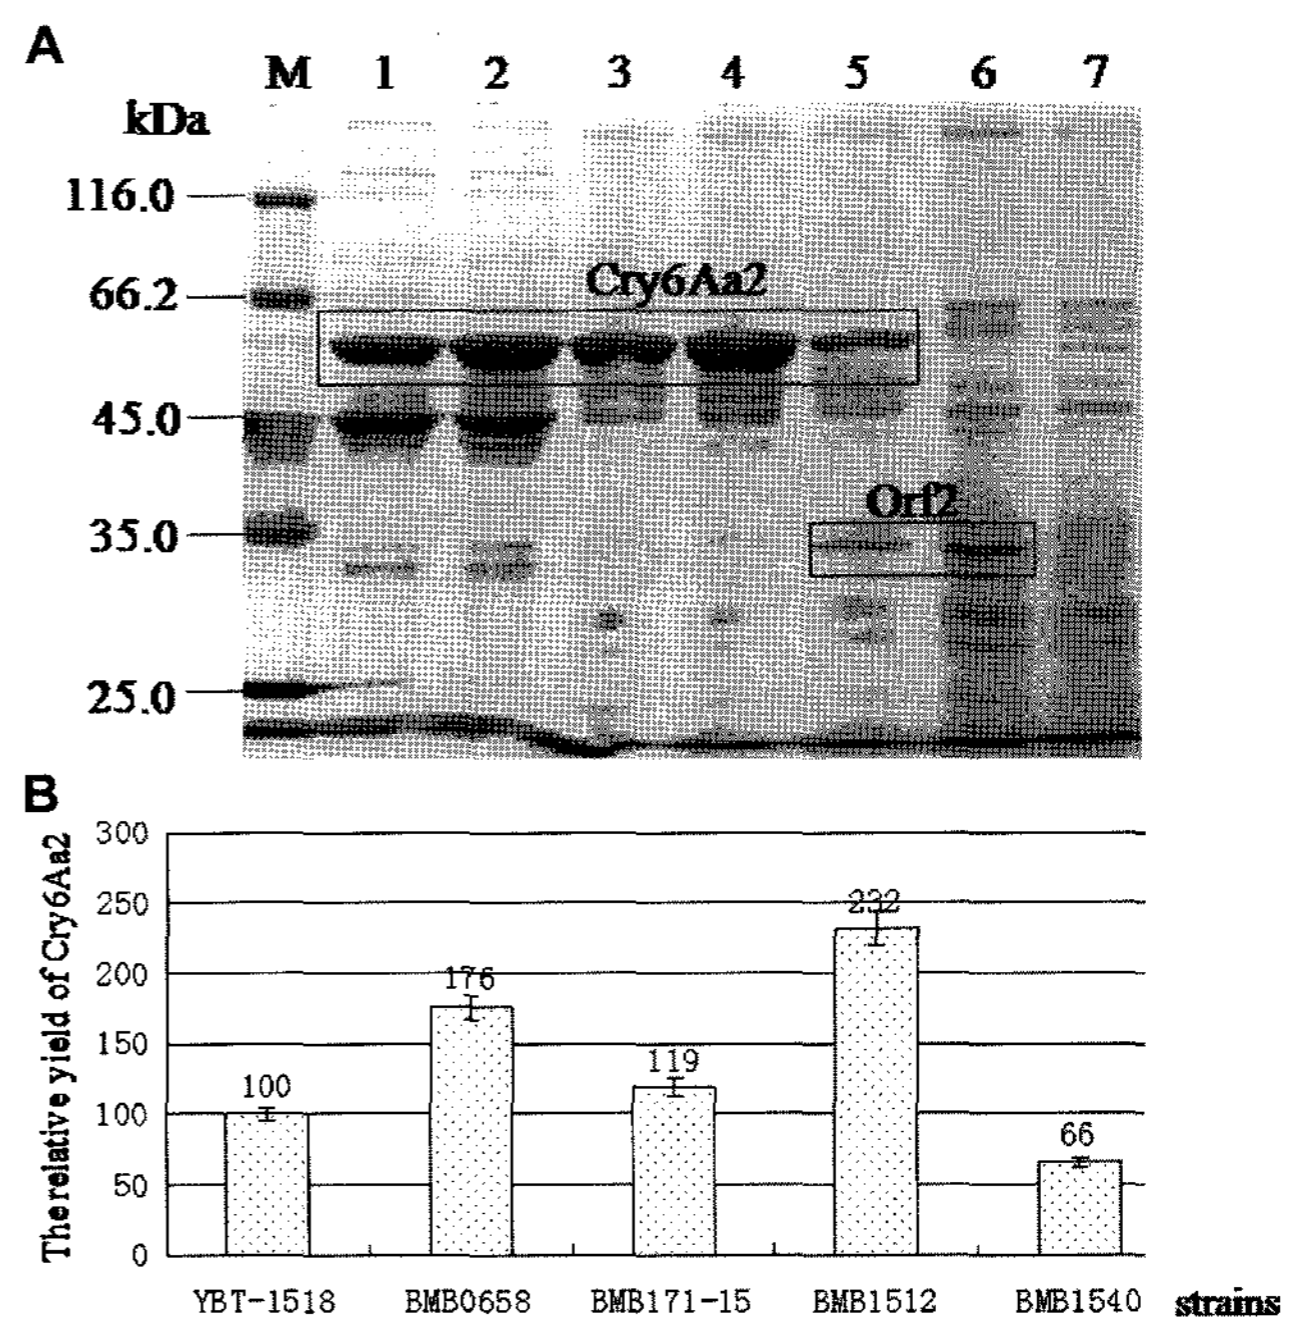 A
M 1 2 3 4 5 6 7
kDa
116.0
66.2
45.0
35.0
25.0
Cry6Aa2
Orf2
B
The relative yield of Cry6Aa2
300
250
200
150
100
50
0
100
176
119
232
66
YBT-1518 BMB0658 BMB171-15 BMB1512 BMB1540 strains